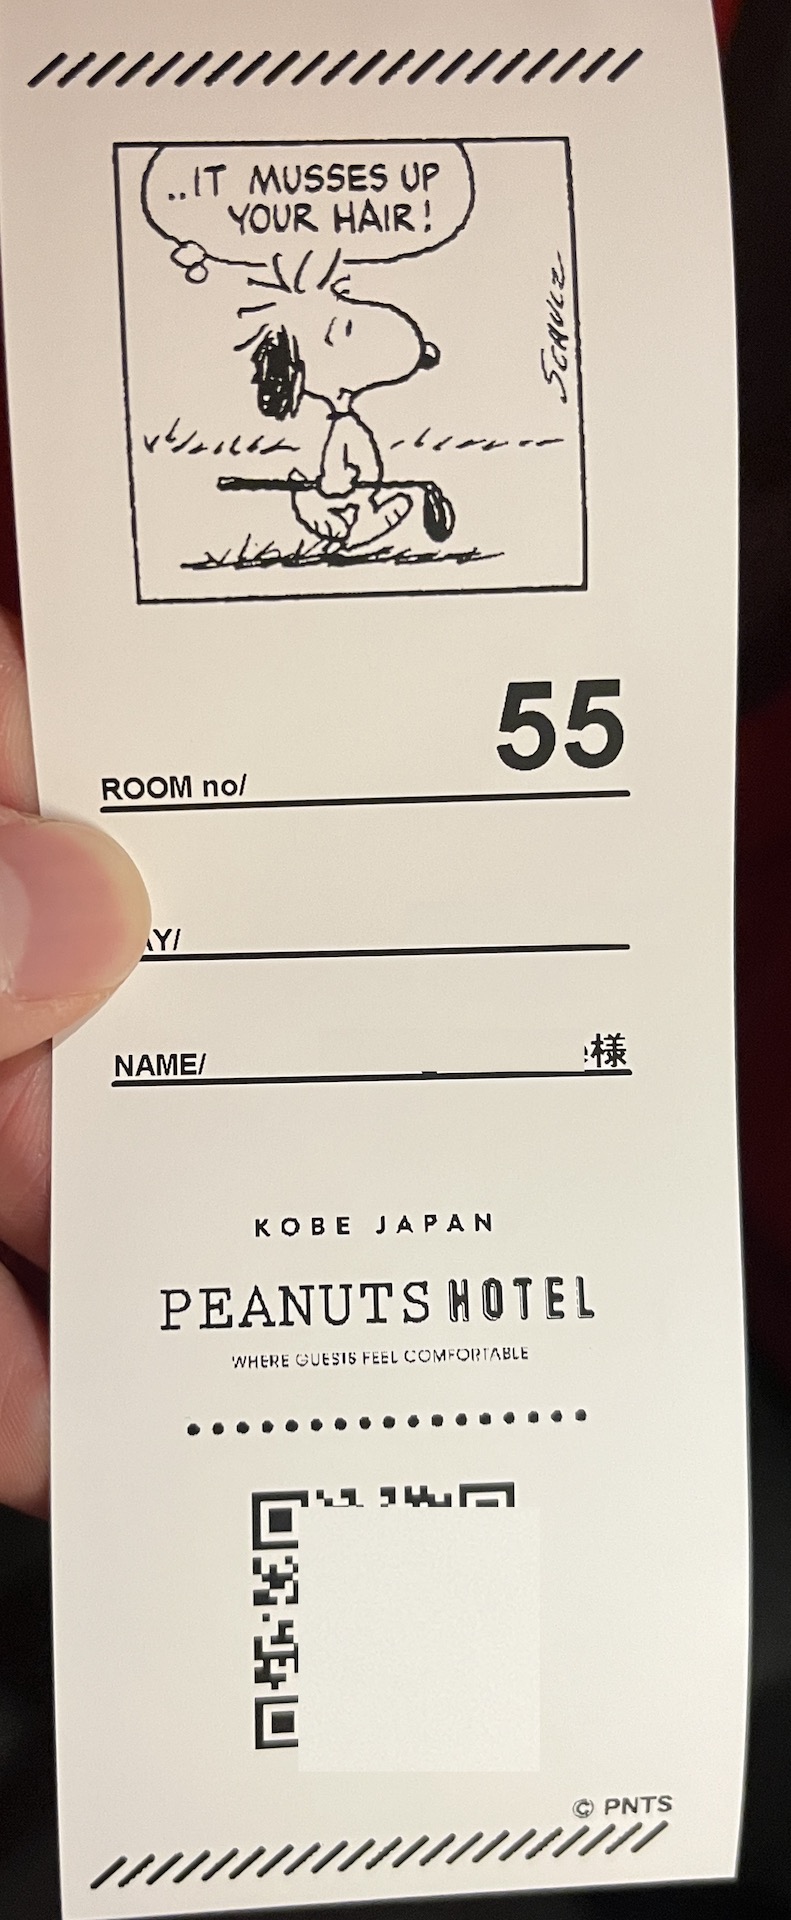 ..IT MUSSES UP
YOUR HAIR!
SCHULZ
55
ROOM no/
AY/
NAME/ 様
KOBE JAPAN
PEANUTS HOTEL
WHERE GUESTS FEEL COMFORTABLE
© PNTS